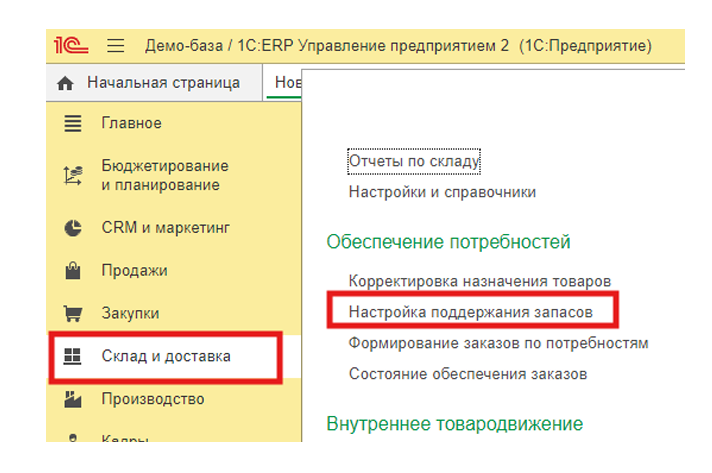 1С Демо-база / 1С:ERP Управление предприятием 2 (1С:Предприятие)
Начальная страница Нов
Главное
Бюджетирование
и планирование
CRM и маркетинг
Продажи
Закупки
Склад и доставка
Производство
Кадры
Отчеты по складу
Настройки и справочники
Обеспечение потребностей
Корректировка назначения товаров
Настройка поддержания запасов
Формирование заказов по потребностям
Состояние обеспечения заказов
Внутреннее товародвижение